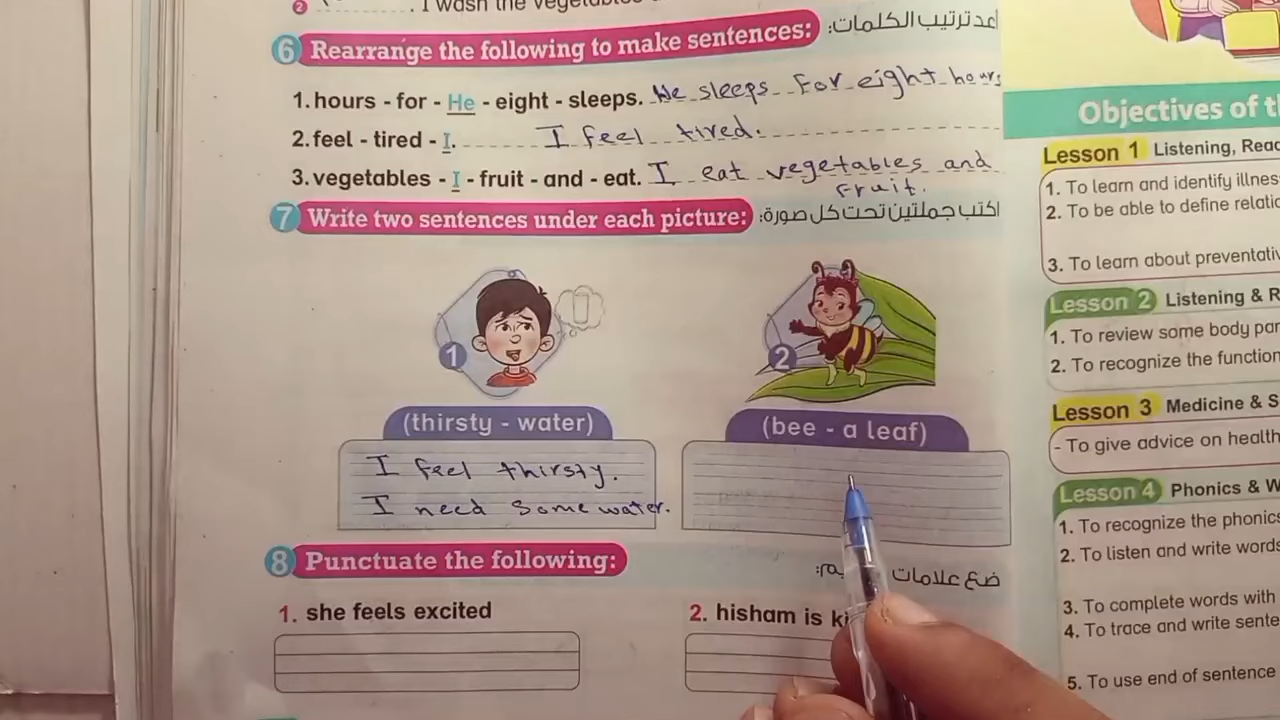 2 . I wash the vegetables
6 Rearrange the following to make sentences: اعد ترتيب الكلمات:
1. hours - for - He - eight - sleeps. He sleeps for eight hours
2. feel - tired - I. I feel tired.
3. vegetables - I - fruit - and - eat. I eat vegetables and
fruit.
7 Write two sentences under each picture: اكتب جملتين تحت كل صورة:
1
2
(thirsty - water)
(bee - a leaf)
I feel thirsty.
I need some water.
8 Punctuate the following: ضع علامات
1. she feels excited
2. hisham is ki
Objectives of t
Lesson 1 Listening, Read
1. To learn and identify illnes
2. To be able to define relati
3. To learn about preventati
Lesson 2 Listening & R
1. To review some body par
2. To recognize the function
Lesson 3 Medicine & S
- To give advice on health
Lesson 4 Phonics & W
1. To recognize the phonics
2. To listen and write words
3. To complete words with
4. To trace and write sente
5. To use end of sentence